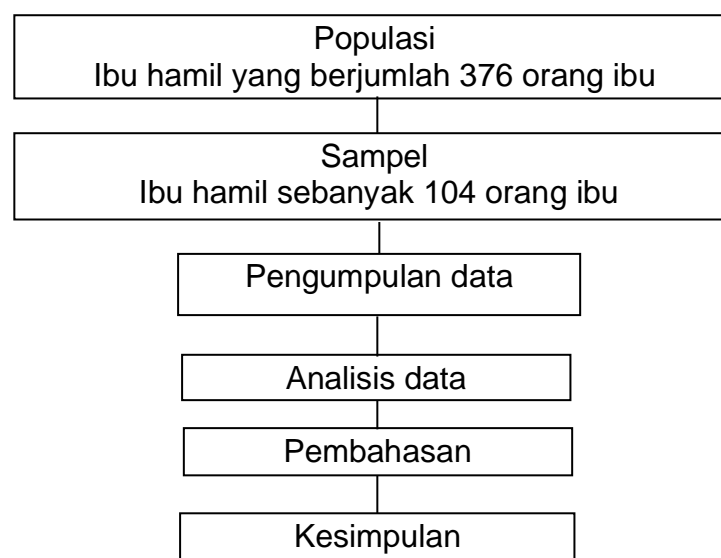 Populasi
Ibu hamil yang berjumlah 376 orang ibu
Sampel
Ibu hamil sebanyak 104 orang ibu
Pengumpulan data
Analisis data
Pembahasan
Kesimpulan